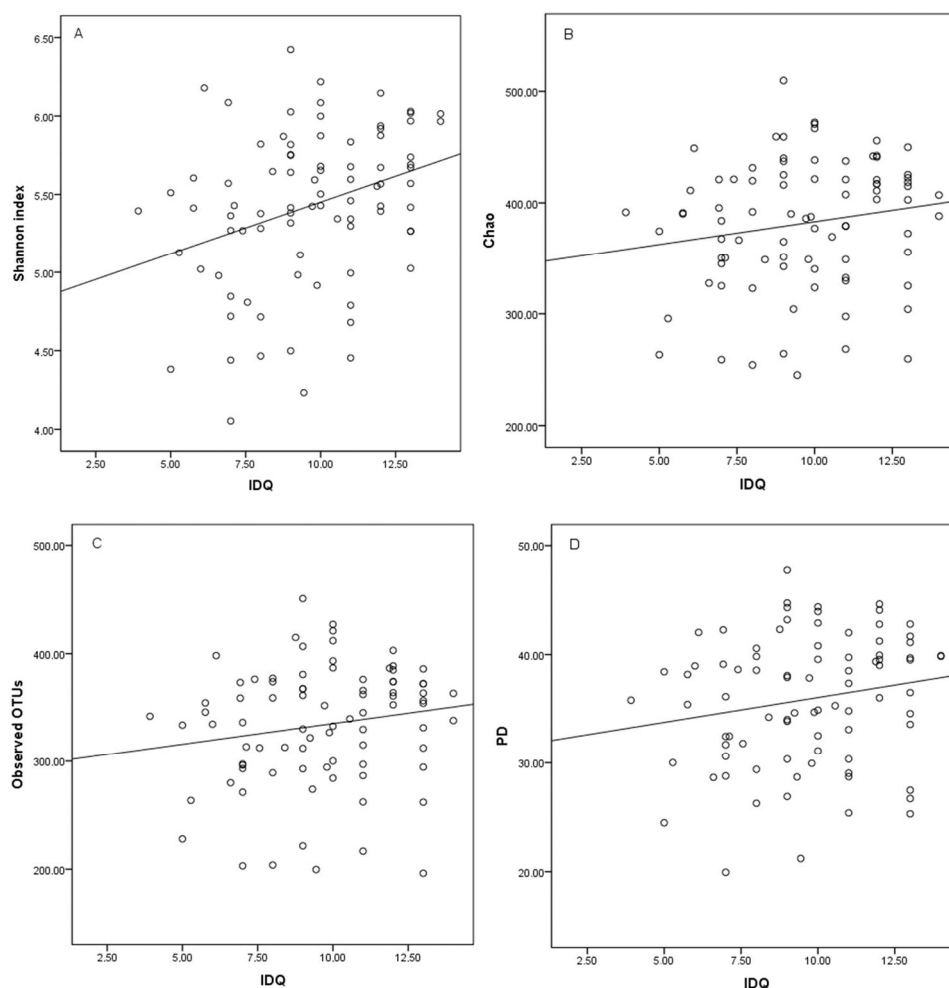 A
Shannon index
6.50
6.00
5.50
5.00
4.50
4.00
2.50 5.00 7.50 10.00 12.50
IDQ
B
Chao
500.00
400.00
300.00
200.00
2.50 5.00 7.50 10.00 12.50
IDQ
C
Observed OTUs
500.00
400.00
300.00
200.00
2.50 5.00 7.50 10.00 12.50
IDQ
D
PD
50.00
40.00
30.00
20.00
2.50 5.00 7.50 10.00 12.50
IDQ